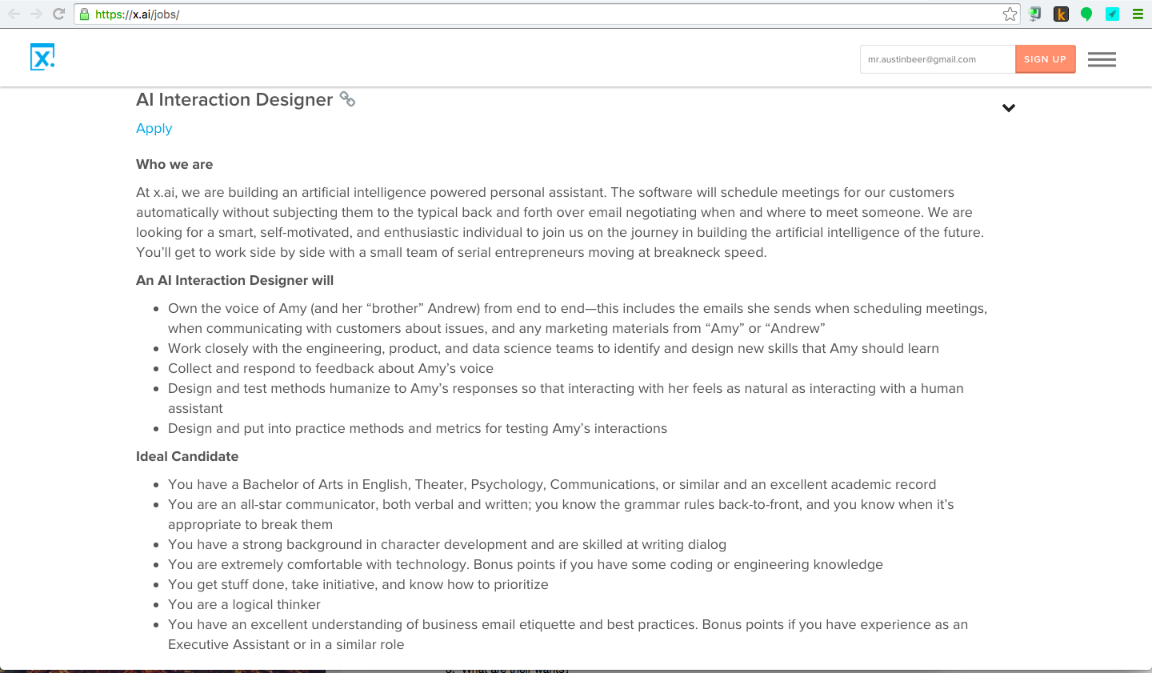 https://x.ai/jobs/
x.
mr.austinbeer@gmail.com
SIGN UP
AI Interaction Designer
Apply
Who we are
At x.ai, we are building an artificial intelligence powered personal assistant. The software will schedule meetings for our customers
automatically without subjecting them to the typical back and forth over email negotiating when and where to meet someone. We are
looking for a smart, self-motivated, and enthusiastic individual to join us on the journey in building the artificial intelligence of the future.
You’ll get to work side by side with a small team of serial entrepreneurs moving at breakneck speed.
An AI Interaction Designer will
• Own the voice of Amy (and her “brother” Andrew) from end to end—this includes the emails she sends when scheduling meetings,
when communicating with customers about issues, and any marketing materials from “Amy” or “Andrew”
• Work closely with the engineering, product, and data science teams to identify and design new skills that Amy should learn
• Collect and respond to feedback about Amy’s voice
• Design and test methods humanize to Amy’s responses so that interacting with her feels as natural as interacting with a human
assistant
• Design and put into practice methods and metrics for testing Amy’s interactions
Ideal Candidate
• You have a Bachelor of Arts in English, Theater, Psychology, Communications, or similar and an excellent academic record
• You are an all-star communicator, both verbal and written; you know the grammar rules back-to-front, and you know when it’s
appropriate to break them
• You have a strong background in character development and are skilled at writing dialog
• You are extremely comfortable with technology. Bonus points if you have some coding or engineering knowledge
• You get stuff done, take initiative, and know how to prioritize
• You are a logical thinker
• You have an excellent understanding of business email etiquette and best practices. Bonus points if you have experience as an
Executive Assistant or in a similar role
What are their wants?